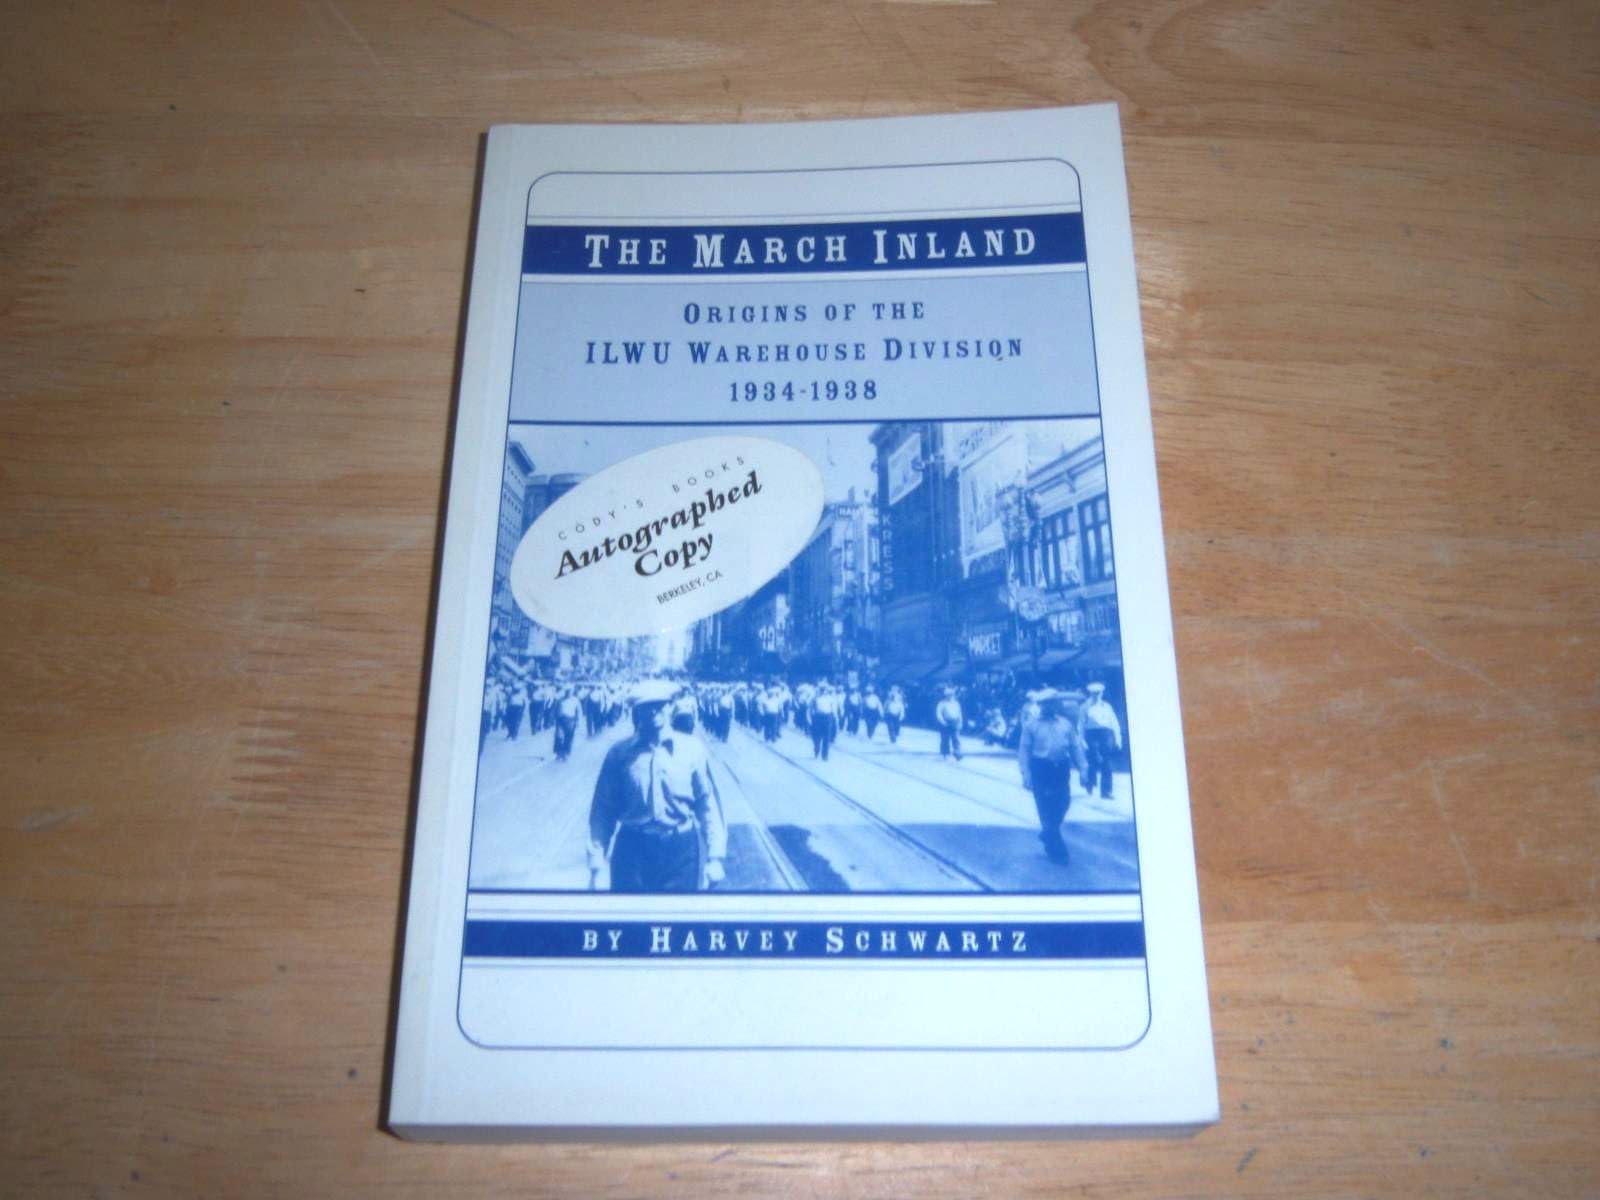 THE MARCH INLAND
ORIGINS OF THE
ILWU WAREHOUSE DIVISION
1934-1938
CODY'S BOOKS
Autographed
Copy
BERKELEY, CA
KRESS
MARKET
BY HARVEY SCHWARTZ